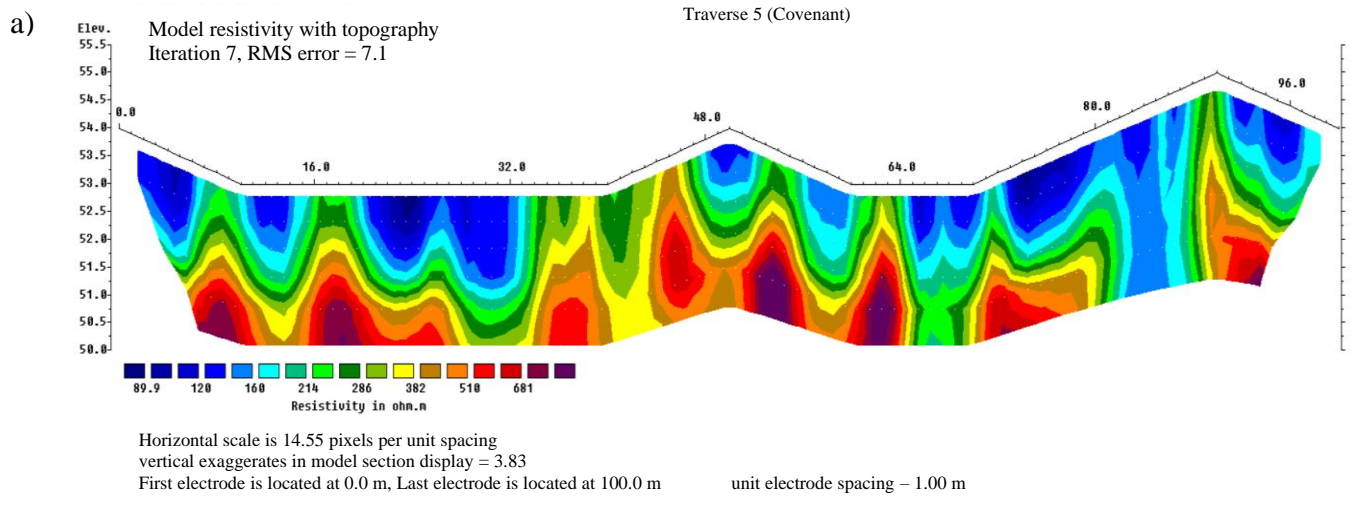 a)
Traverse 5 (Covenant)
Elev.
Model resistivity with topography
Iteration 7, RMS error = 7.1
55.5
55.0
54.5
54.0
53.5
53.0
52.5
52.0
51.5
51.0
50.5
50.0
0.0
16.0
32.0
48.0
64.0
80.0
96.0
89.9 120 160 214 286 382 510 681
Resistivity in ohm.m
Horizontal scale is 14.55 pixels per unit spacing
vertical exaggerates in model section display = 3.83
First electrode is located at 0.0 m, Last electrode is located at 100.0 m unit electrode spacing – 1.00 m